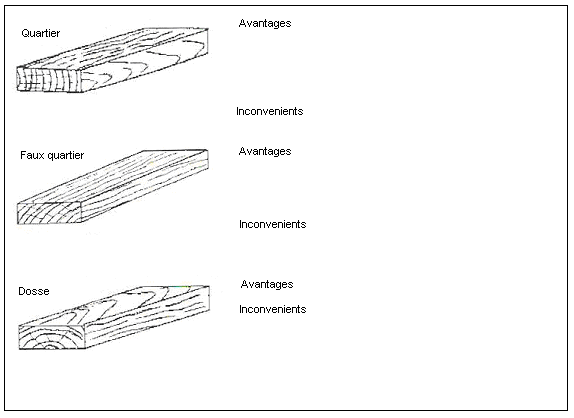 Quartier
Avantages
Inconvenients
Faux quartier
Avantages
Inconvenients
Dosse
Avantages
Inconvenients